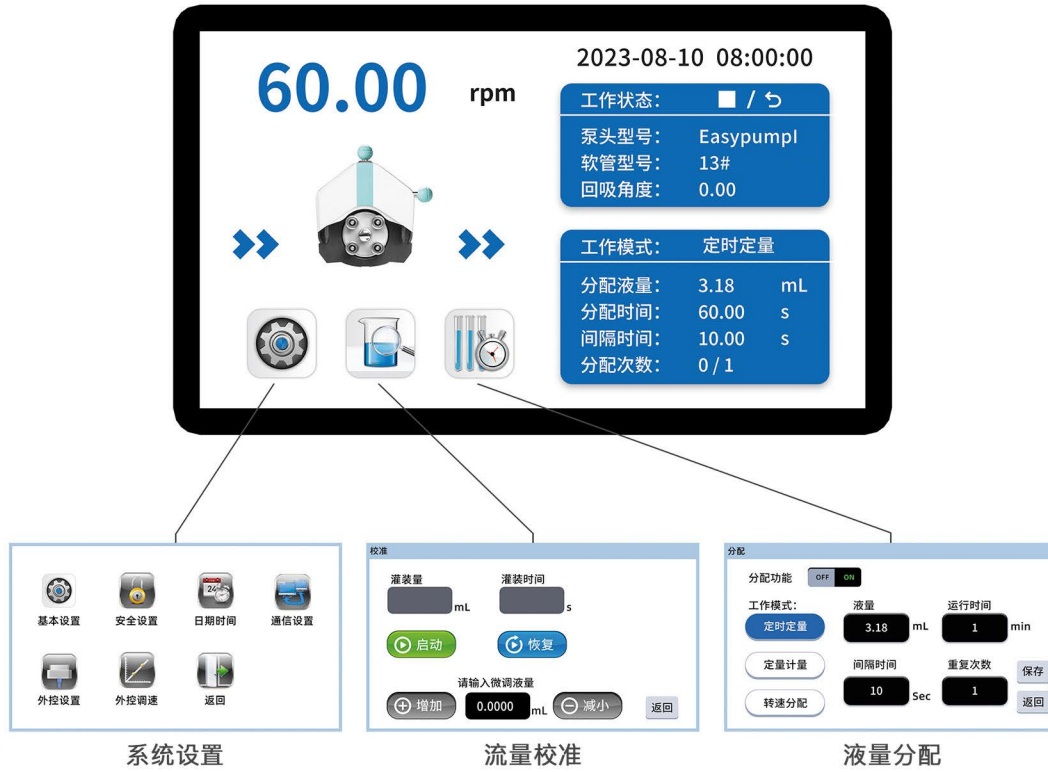 60.00 rpm
2023-08-10 08:00:00
工作状态： /
泵头型号： EasypumpⅠ
软管型号： 13#
回吸角度： 0.00
工作模式： 定时定量
分配液量： 3.18 mL
分配时间： 60.00 s
间隔时间： 10.00 s
分配次数： 0 / 1
24
基本设置 安全设置 日期时间 通信设置
外控设置 外控调速 返回
系统设置
校准
灌装量 灌装时间
mL s
启动 恢复
请输入微调液量
增加 0.0000 mL 减小 返回
流量校准
分配
分配功能 OFF ON
工作模式： 液量 运行时间
定时定量 3.18 mL 1 min
定量计量 间隔时间 重复次数 保存
转速分配 10 Sec 1 返回
液量分配